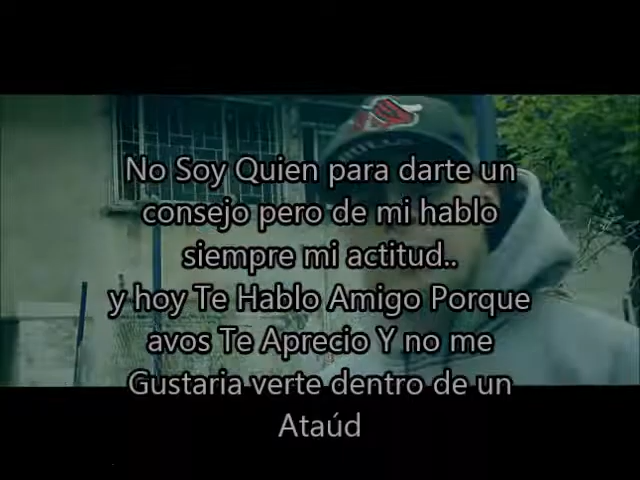 No Soy Quien para darte un
consejo pero de mi hablo
siempre mi actitud..
y hoy Te Hablo Amigo Porque
avos Te Aprecio Y no me
Gustaria verte dentro de un
Ataúd